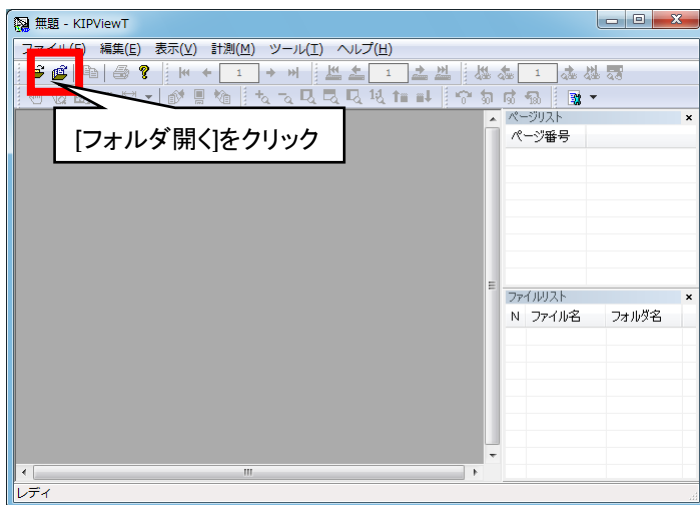 無題 - KIPViewT
ファイル(F) 編集(E) 表示(V) 計測(M) ツール(T) ヘルプ(H)
1 1 1
[フォルダ開く]をクリック
ページリスト
ページ番号
ファイルリスト
N ファイル名 フォルダ名
レディ